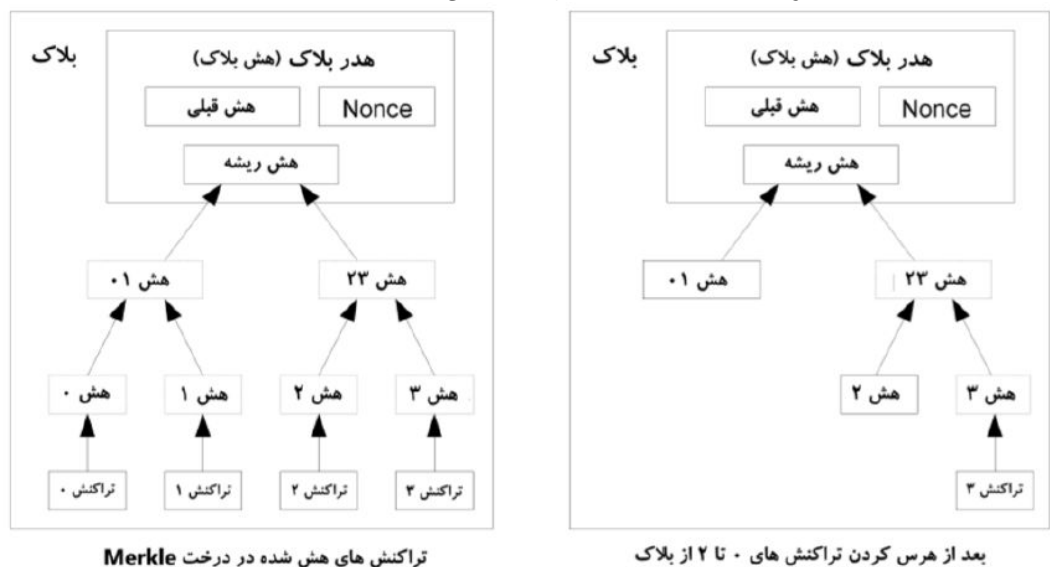 بلاک
هدر بلاک (هش بلاک)
هش قبلی
Nonce
هش ریشه
هش ۰۱
هش ۲۳
هش ۰
هش ۱
هش ۲
هش ۳
تراکنش ۰
تراکنش ۱
تراکنش ۲
تراکنش ۳
تراکنش های هش شده در درخت Merkle
بلاک
هدر بلاک (هش بلاک)
هش قبلی
Nonce
هش ریشه
هش ۰۱
هش ۲۳
هش ۲
هش ۳
تراکنش ۳
بعد از هرس کردن تراکنش های ۰ تا ۲ از بلاک